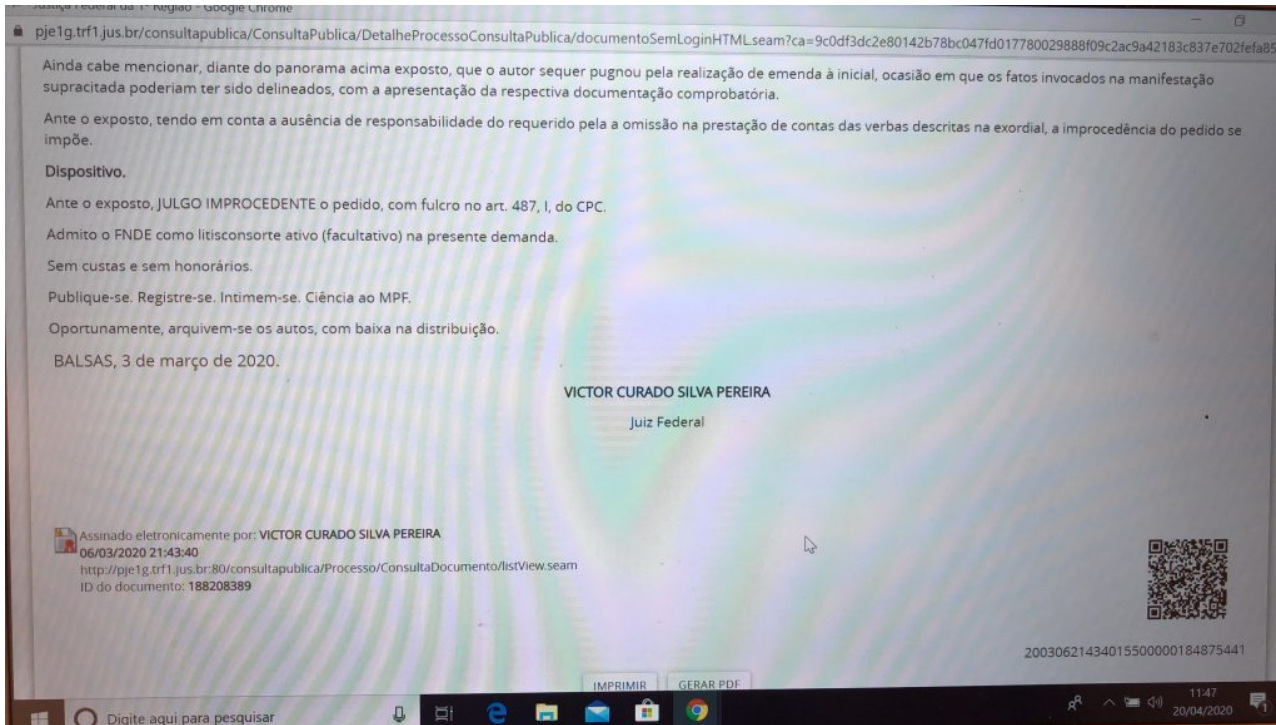 Justiça Federal da 1ª Região - Google Chrome
pje1g.trf1.jus.br/consultapublica/ConsultaPublica/DetalheProcessoConsultaPublica/documentoSemLoginHTML.seam?ca=9c0df3dc2e80142b78bc047fd017780029888f09c2ac9a42183c837e702fefa85
Ainda cabe mencionar, diante do panorama acima exposto, que o autor sequer pugnou pela realização de emenda à inicial, ocasião em que os fatos invocados na manifestação
supracitada poderiam ter sido delineados, com a apresentação da respectiva documentação comprobatória.
Ante o exposto, tendo em conta a ausência de responsabilidade do requerido pela a omissão na prestação de contas das verbas descritas na exordial, a improcedência do pedido se
impõe.
Dispositivo.
Ante o exposto, JULGO IMPROCEDENTE o pedido, com fulcro no art. 487, I, do CPC.
Admito o FNDE como litisconsorte ativo (facultativo) na presente demanda.
Sem custas e sem honorários.
Publique-se. Registre-se. Intimem-se. Ciência ao MPF.
Oportunamente, arquivem-se os autos, com baixa na distribuição.
BALSAS, 3 de março de 2020.
VICTOR CURADO SILVA PEREIRA
Juiz Federal
Assinado eletronicamente por: VICTOR CURADO SILVA PEREIRA
06/03/2020 21:43:40
http://pje1g.trf1.jus.br:80/consultapublica/Processo/ConsultaDocumento/listView.seam
ID do documento: 188208389
20030621434015500000184875441
IMPRIMIR GERAR PDF
Digite aqui para pesquisar
11:47
20/04/2020